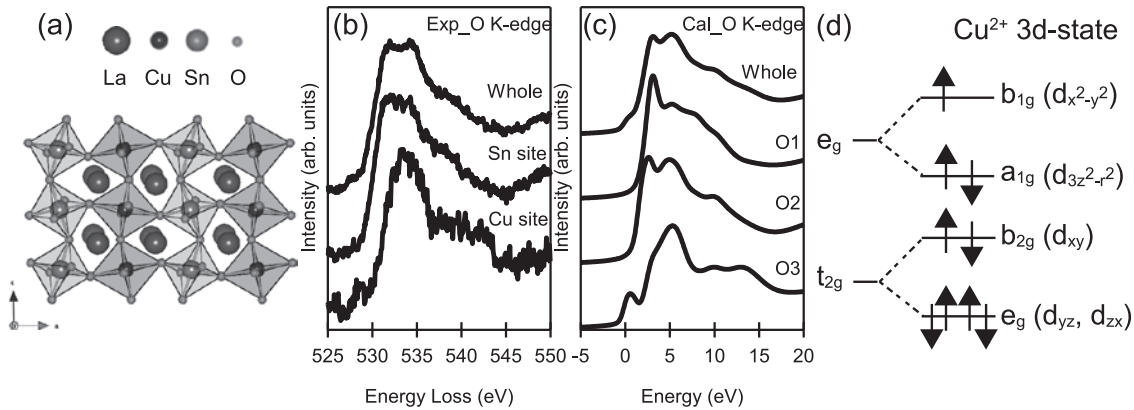 (a)
La Cu Sn O
a
(b)
Exp_O K-edge
Whole
Sn site
Cu site
Intensity (arb. units)
525 530 535 540 545 550
Energy Loss (eV)
(c)
Cal_O K-edge
Whole
O1
O2
O3
Intensity (arb. units)
-5 0 5 10 15 20
Energy (eV)
(d)
Cu²⁺ 3d-state
b₁g (dx²-y²)
eg
a₁g (d3z²-r²)
b₂g (dxy)
t₂g
eg (dyz, dzx)